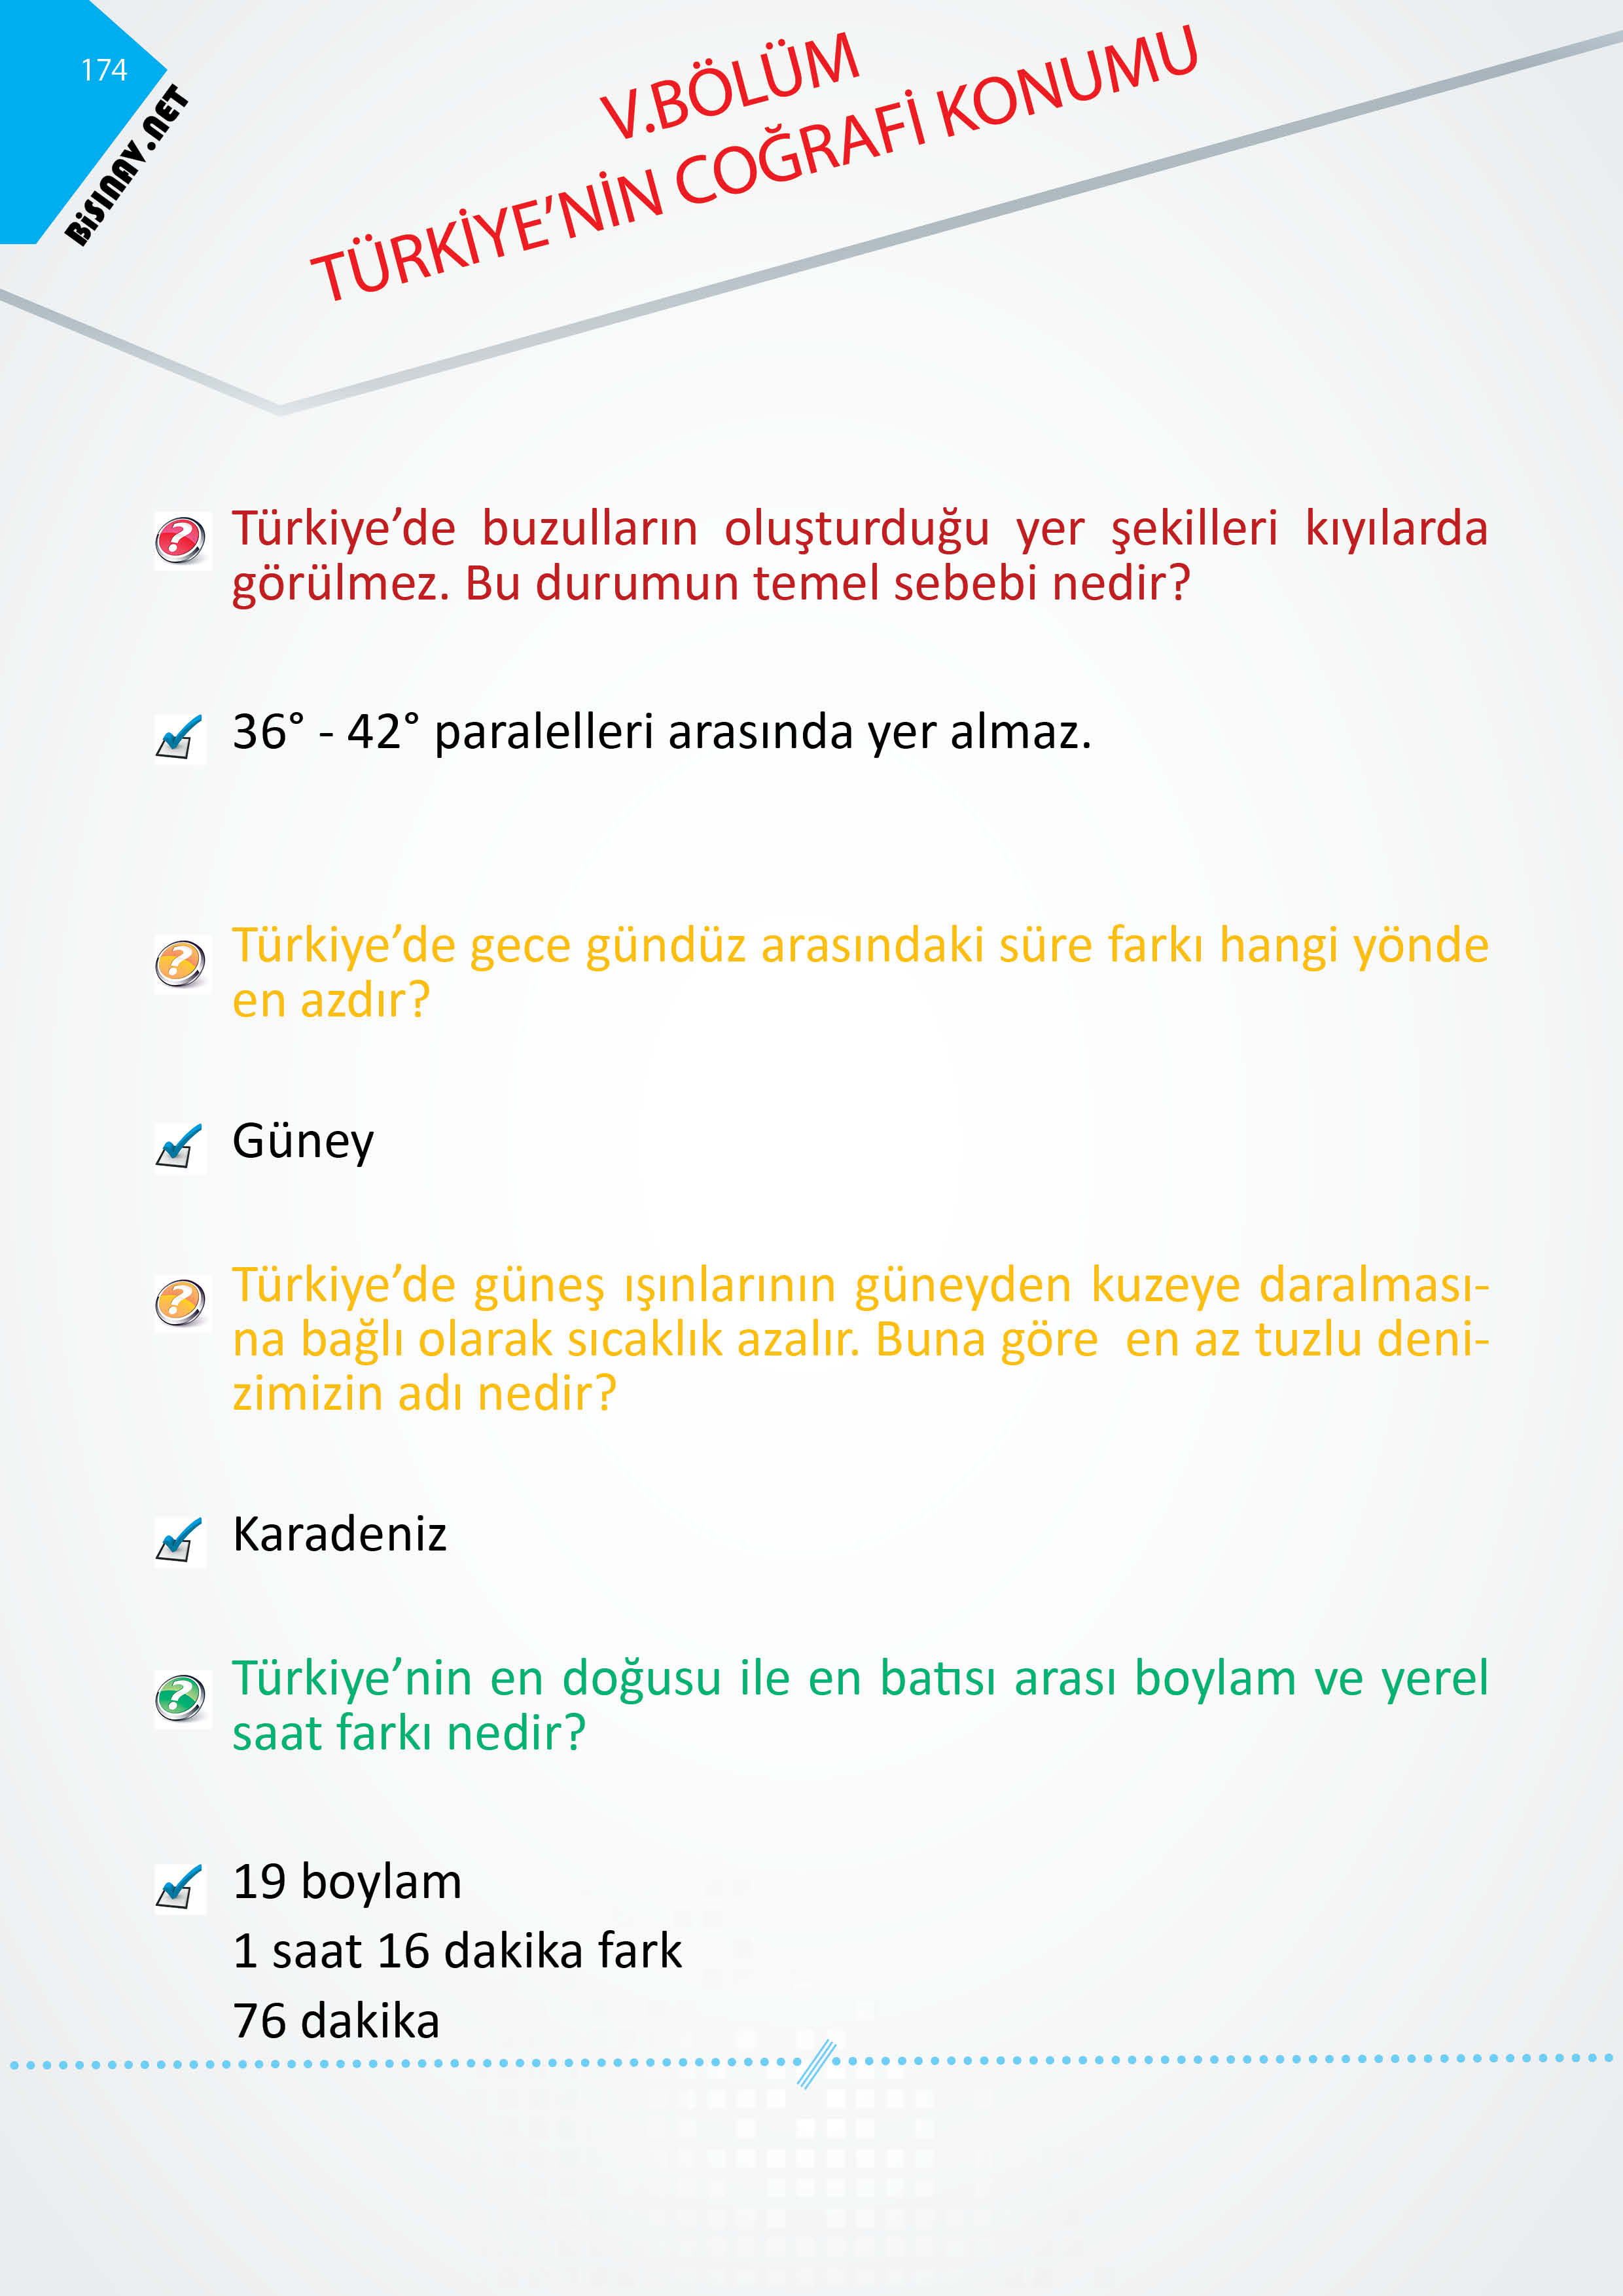 174
BiSINAV.NET
V.BÖLÜM
TÜRKİYE’NİN COĞRAFİ KONUMU
Türkiye’de buzulların oluşturduğu yer şekilleri kıyılarda
görülmez. Bu durumun temel sebebi nedir?
36° - 42° paralelleri arasında yer almaz.
Türkiye’de gece gündüz arasındaki süre farkı hangi yönde
en azdır?
Güney
Türkiye’de güneş ışınlarının güneyden kuzeye daralması-
na bağlı olarak sıcaklık azalır. Buna göre en az tuzlu deni-
zimizin adı nedir?
Karadeniz
Türkiye’nin en doğusu ile en batısı arası boylam ve yerel
saat farkı nedir?
19 boylam
1 saat 16 dakika fark
76 dakika